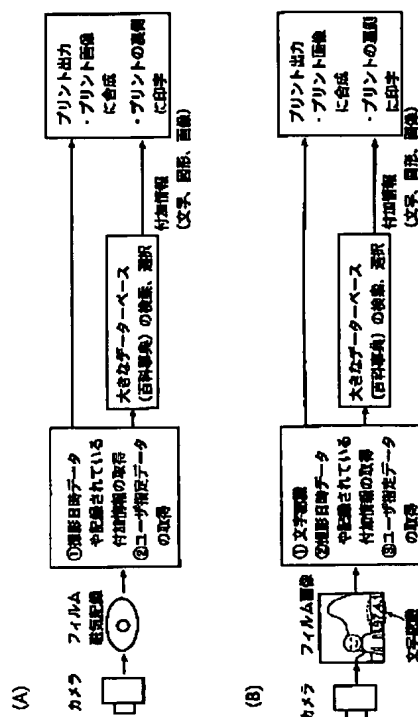 (A)
カメラ
フィルム
磁気記録
①撮影日時データ
や記録されている
付加情報の取得
②ユーザ指定データ
の取得
大きなデーターベース
(百科事典)の検索、選択
付加情報
(文字、図形、画像)
プリント出力
・プリント画像
に合成
・プリントの裏側
に印字
(B)
カメラ
フィルム画像
文字認識
①文字認識
②撮影日時データ
や記録されている
付加情報の取得
③ユーザ指定データ
の取得
大きなデーターベース
(百科事典)の検索、選択
付加情報
(文字、図形、画像)
プリント出力
・プリント画像
に合成
・プリントの裏側
に印字